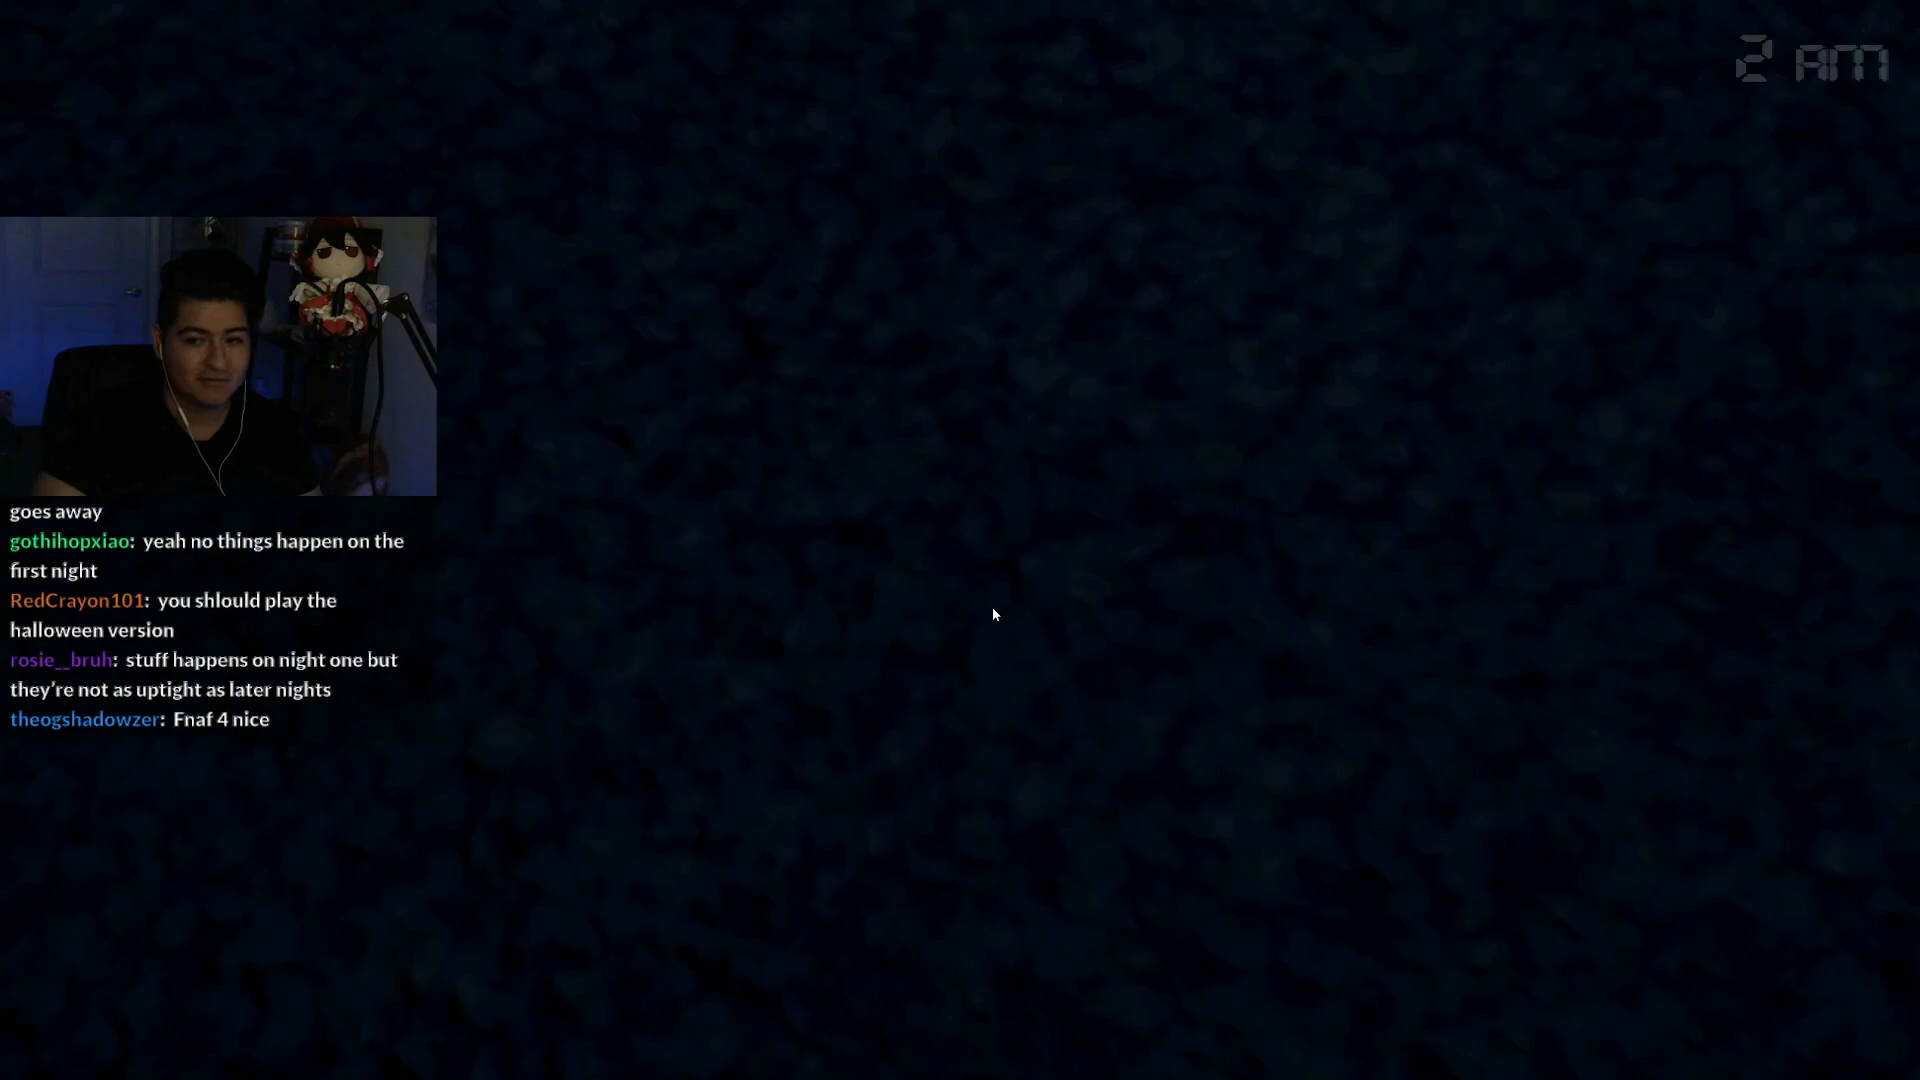 2 AM
goes away
gothihopxiao: yeah no things happen on the
first night
RedCrayon101: you shlould play the
halloween version
rosie__bruh: stuff happens on night one but
they're not as uptight as later nights
theogshadowzer: Fnaf 4 nice